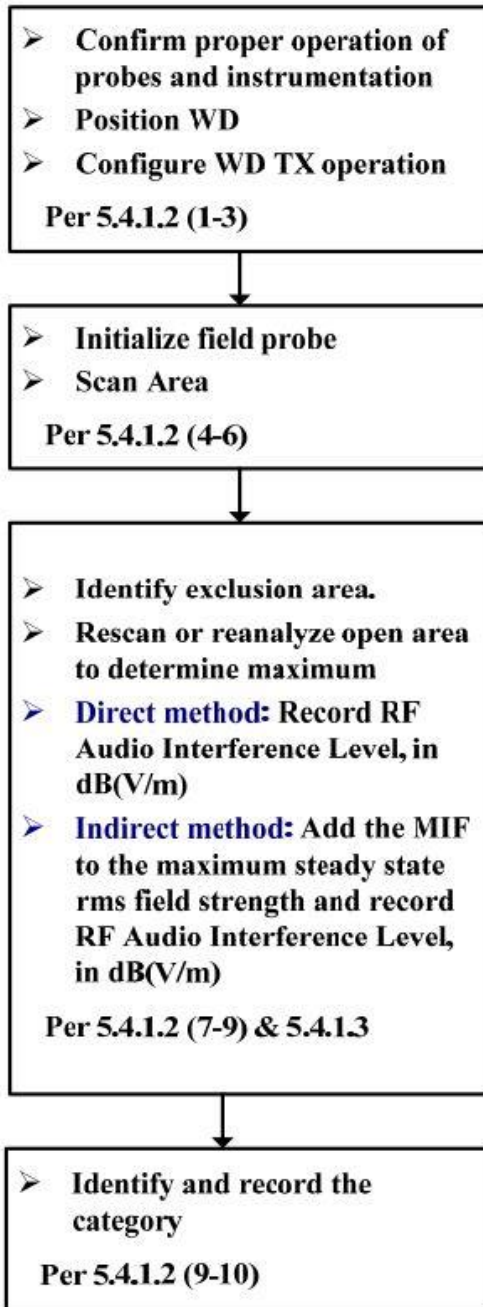 ➢ Confirm proper operation of
probes and instrumentation
➢ Position WD
➢ Configure WD TX operation
Per 5.4.1.2 (1-3)
➢ Initialize field probe
➢ Scan Area
Per 5.4.1.2 (4-6)
➢ Identify exclusion area.
➢ Rescan or reanalyze open area
to determine maximum
➢ Direct method: Record RF
Audio Interference Level, in
dB(V/m)
➢ Indirect method: Add the MIF
to the maximum steady state
rms field strength and record
RF Audio Interference Level,
in dB(V/m)
Per 5.4.1.2 (7-9) & 5.4.1.3
➢ Identify and record the
category
Per 5.4.1.2 (9-10)